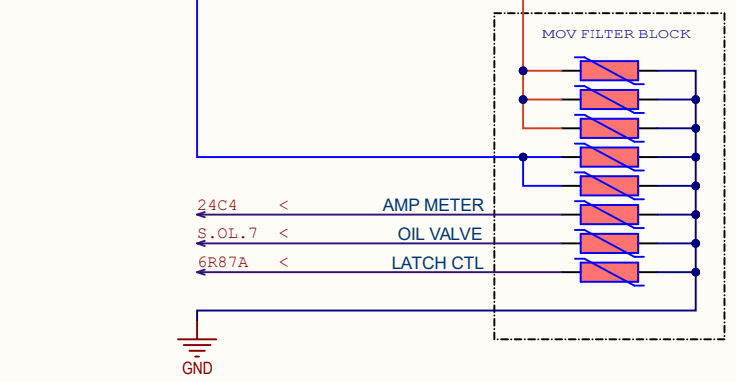 MOV FILTER BLOCK
24C4 < AMP METER
S.OL.7 < OIL VALVE
6R87A < LATCH CTL
GND